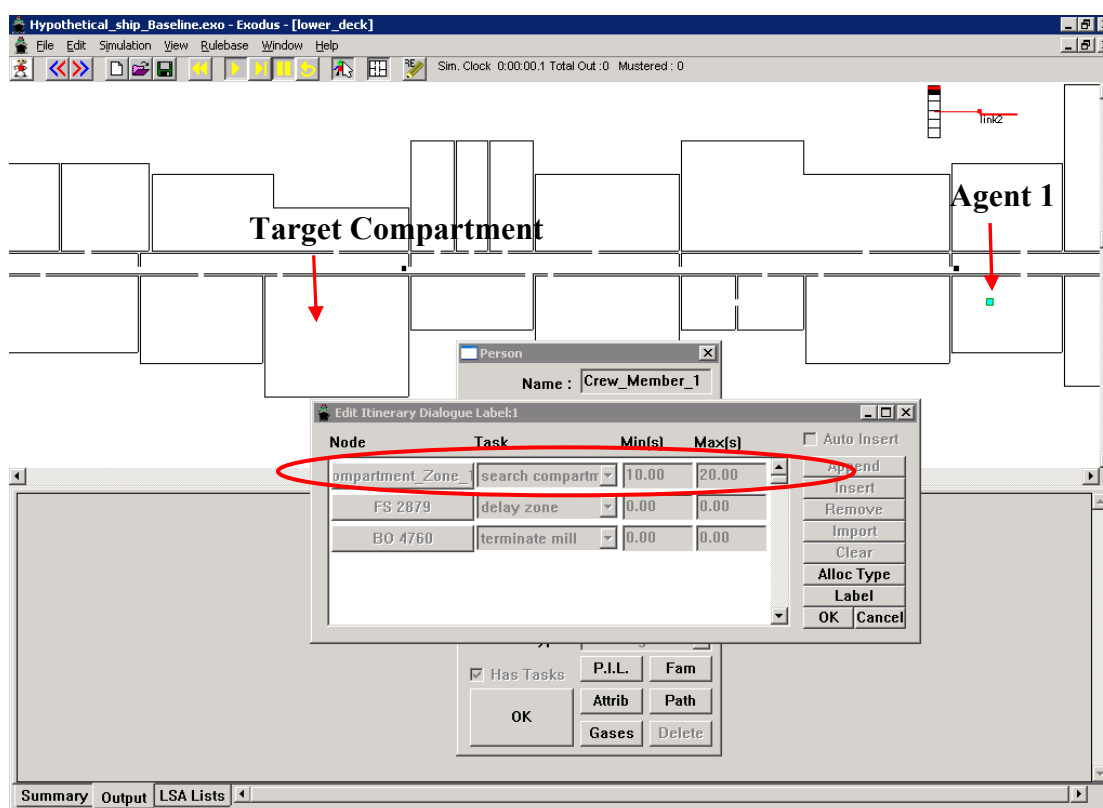 Hypothetical_ship_Baseline.exo - Exodus - [lower_deck]
File Edit Simulation View Rulebase Window Help
Sim. Clock 0:00:00.1 Total Out :0 Mustered : 0
link2
Agent 1
Target Compartment
Person
Name : Crew_Member_1
Edit Itinerary Dialogue Label:1
Node Task Min(s) Max(s) Auto Insert
ompartment_Zone_1 search compartm 10.00 20.00 Append
Insert
FS 2879 delay zone 0.00 0.00 Remove
BO 4760 terminate mill 0.00 0.00 Import
Clear
Alloc Type
Label
OK Cancel
Has Tasks P.I.L. Fam
OK Attrib Path
Gases Delete
Summary Output LSA Lists